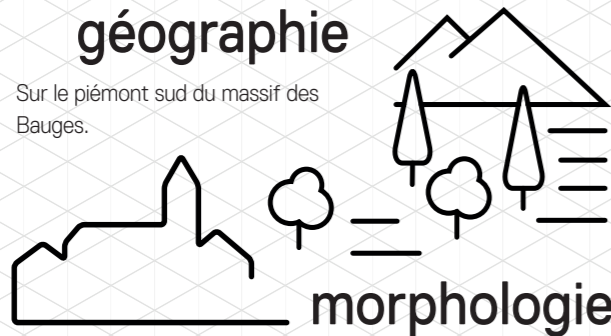 géographie
Sur le piémont sud du massif des
Bauges.
morphologie